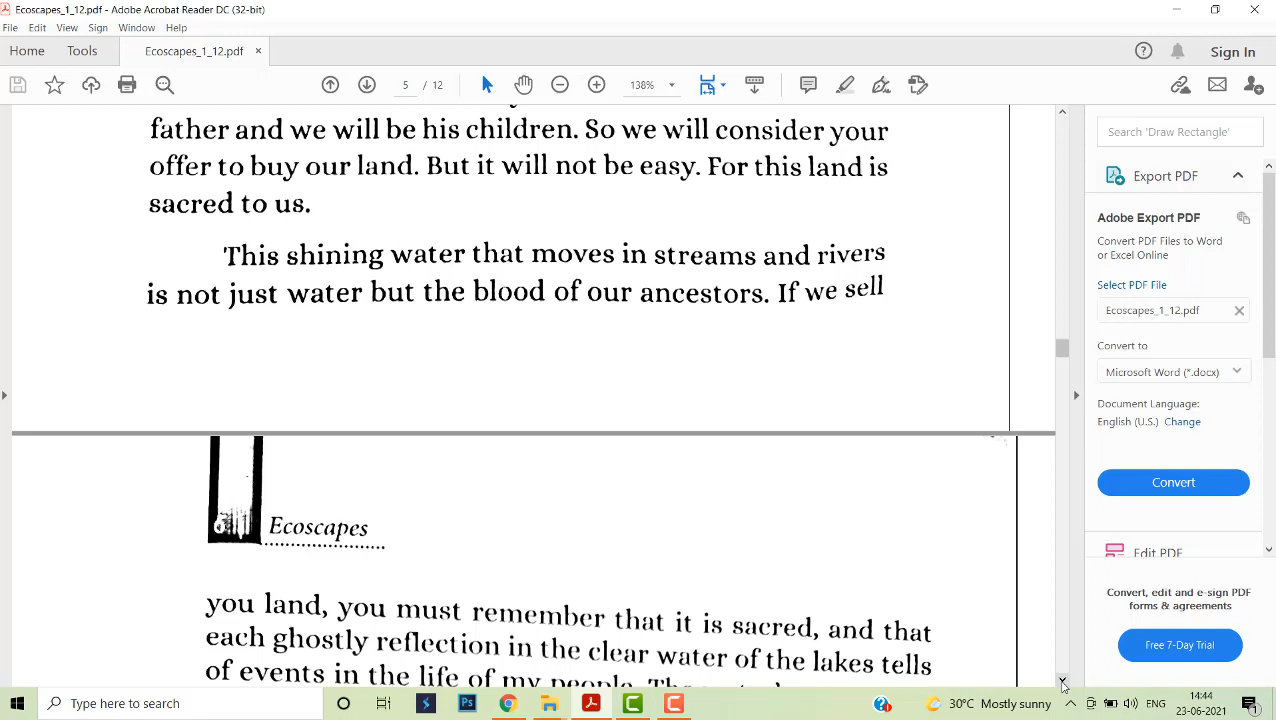 Ecoscapes_1_12.pdf - Adobe Acrobat Reader DC (32-bit)
File Edit View Sign Window Help
Home Tools Ecoscapes_1_12.pdf × Sign In
5 / 12 138%
father and we will be his children. So we will consider your
offer to buy our land. But it will not be easy. For this land is
sacred to us.
This shining water that moves in streams and rivers
is not just water but the blood of our ancestors. If we sell
Ecoscapes
you land, you must remember that it is sacred, and that
each ghostly reflection in the clear water of the lakes tells
of events in the life of my people.
Search 'Draw Rectangle'
Export PDF
Adobe Export PDF
Convert PDF Files to Word
or Excel Online
Select PDF File
Ecoscapes_1_12.pdf
Convert to
Microsoft Word (*.docx)
Document Language:
English (U.S.) Change
Convert
Edit PDF
Convert, edit and e-sign PDF
forms & agreements
Free 7-Day Trial
Type here to search
Ps
30°C Mostly sunny
ENG
14:44
23-06-2021
1